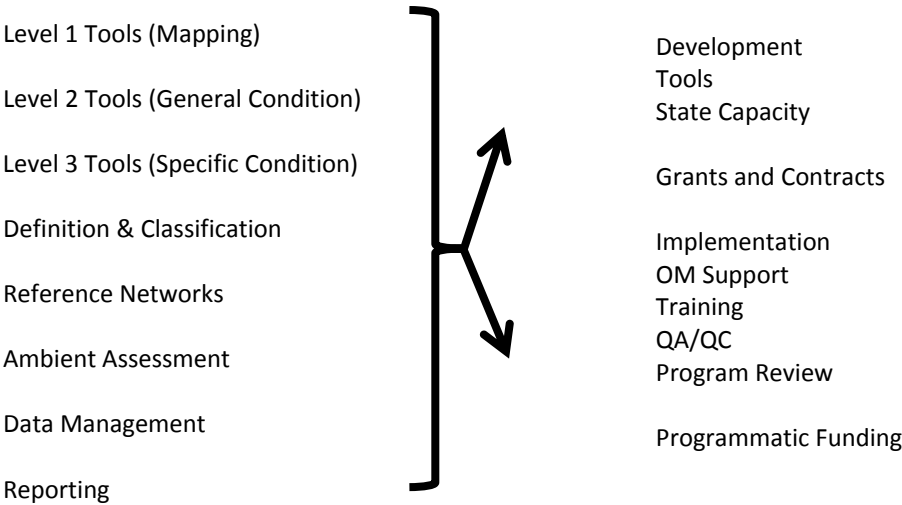 Level 1 Tools (Mapping)
Level 2 Tools (General Condition)
Level 3 Tools (Specific Condition)
Definition & Classification
Reference Networks
Ambient Assessment
Data Management
Reporting
Development
Tools
State Capacity
Grants and Contracts
Implementation
OM Support
Training
QA/QC
Program Review
Programmatic Funding